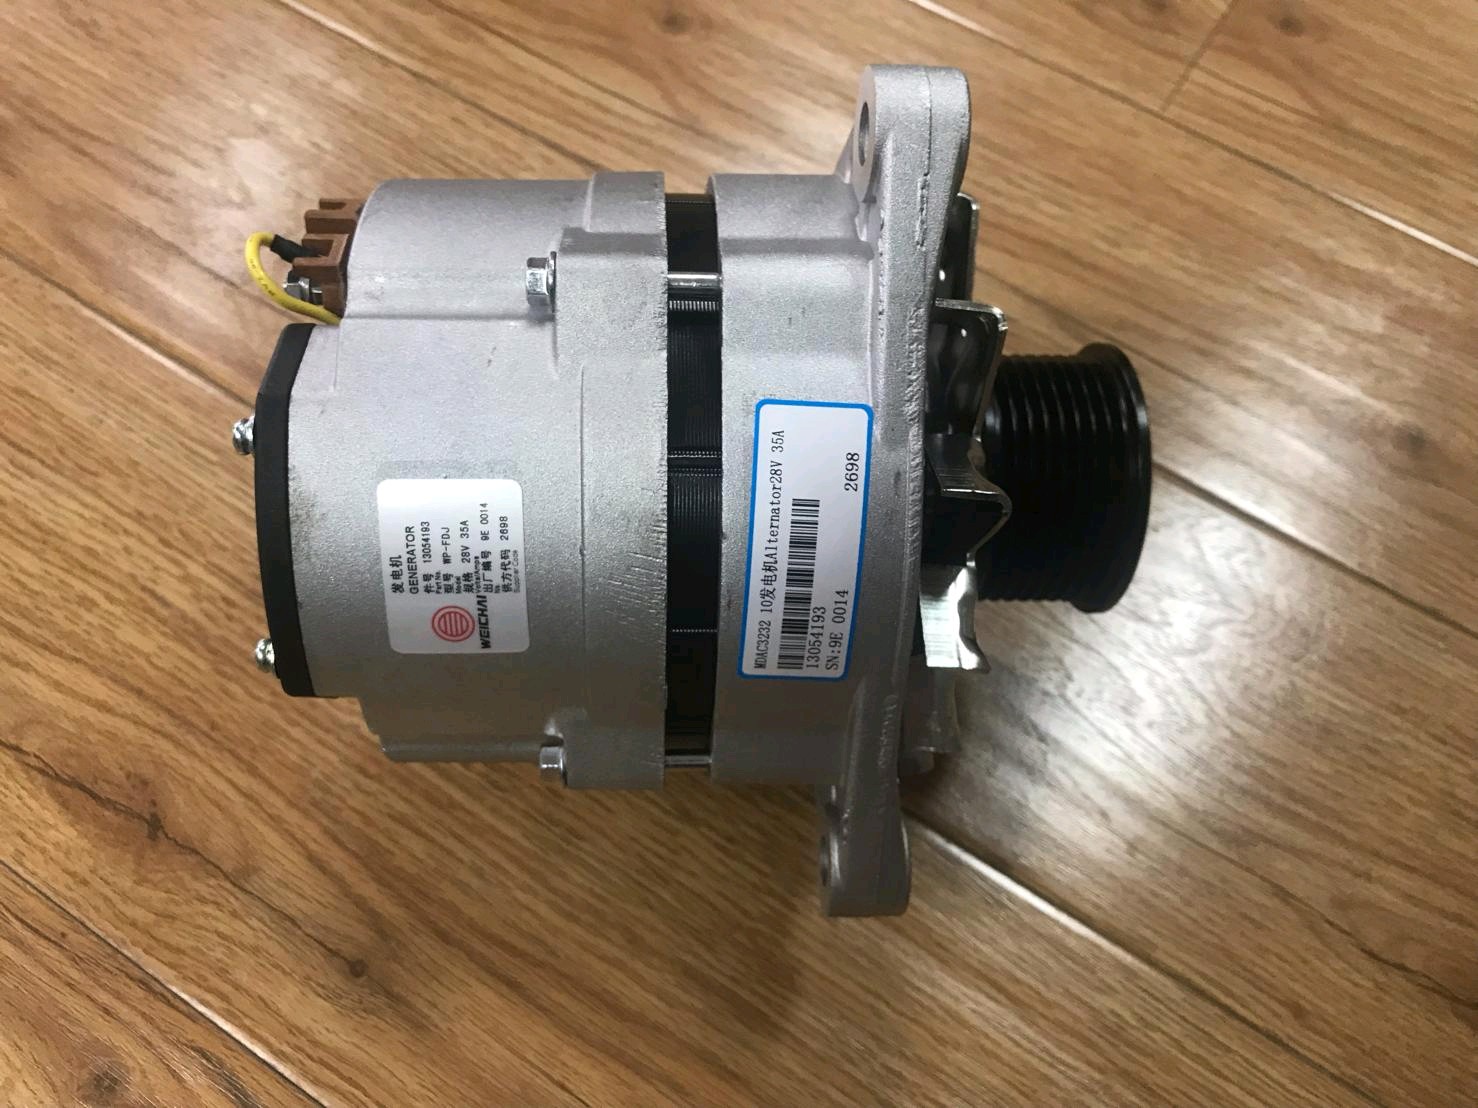 发电机
GENERATOR
件号 13054193
Part No.
型号 WP-FDJ
Model
规格 28V 35A
Volts/Amps
出厂编号 9E 0014
No.
供方代码 2698
Supplier Code
WEICHAI
MDAC3232 10发电机Alternator28V 35A
13054193
SN:9E 0014
2698